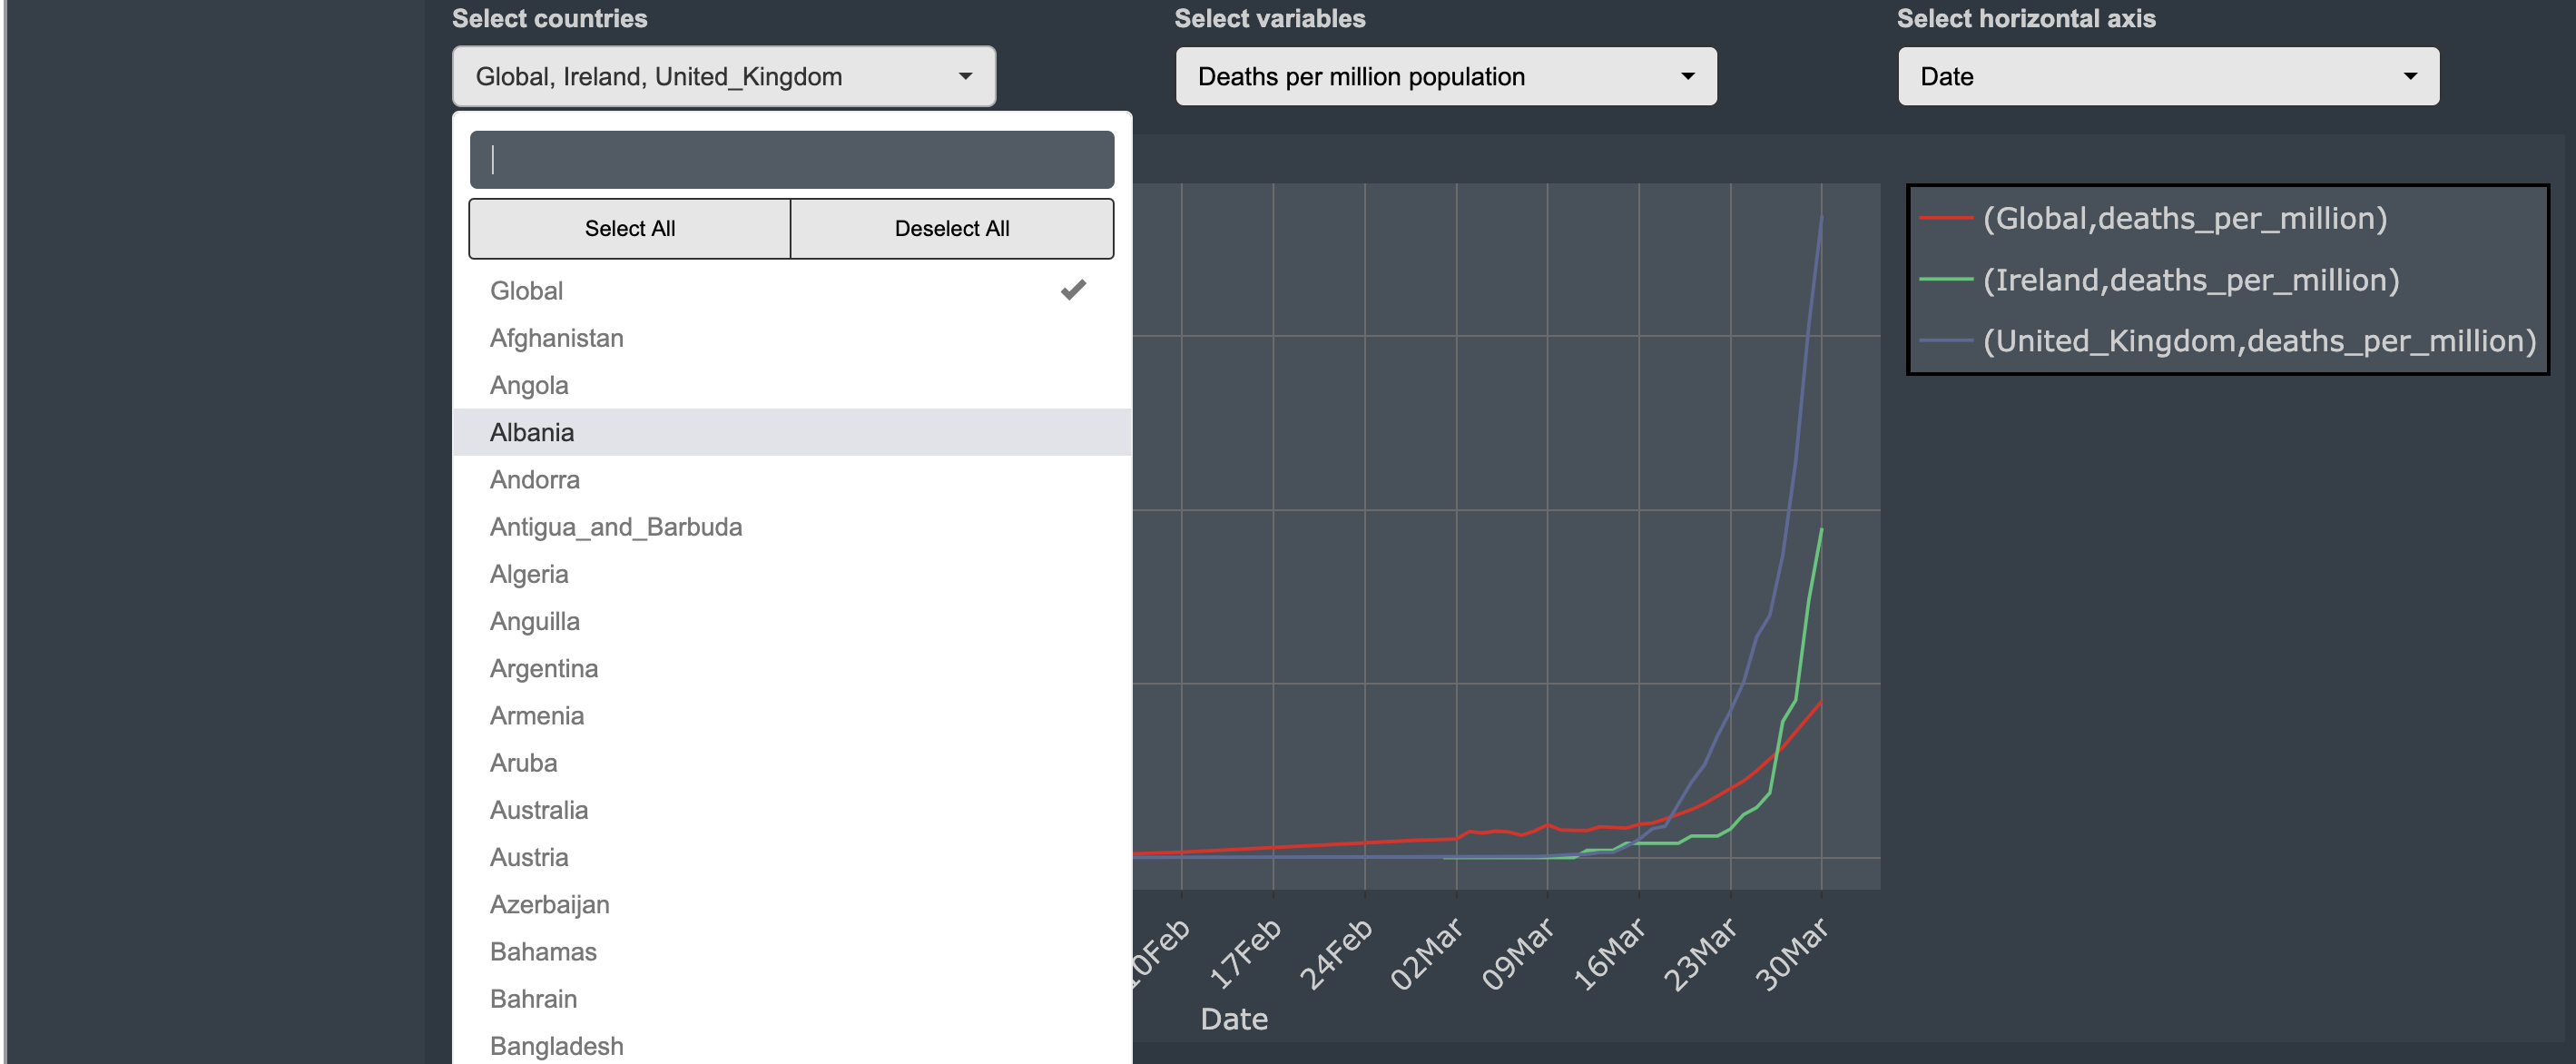 Select countries
Select variables
Select horizontal axis
Global, Ireland, United_Kingdom
Deaths per million population
Date
Select All
Deselect All
Global
Afghanistan
Angola
Albania
Andorra
Antigua_and_Barbuda
Algeria
Anguilla
Argentina
Armenia
Aruba
Australia
Austria
Azerbaijan
Bahamas
Bahrain
Bangladesh
(Global,deaths_per_million)
(Ireland,deaths_per_million)
(United_Kingdom,deaths_per_million)
10Feb
17Feb
24Feb
02Mar
09Mar
16Mar
23Mar
30Mar
Date